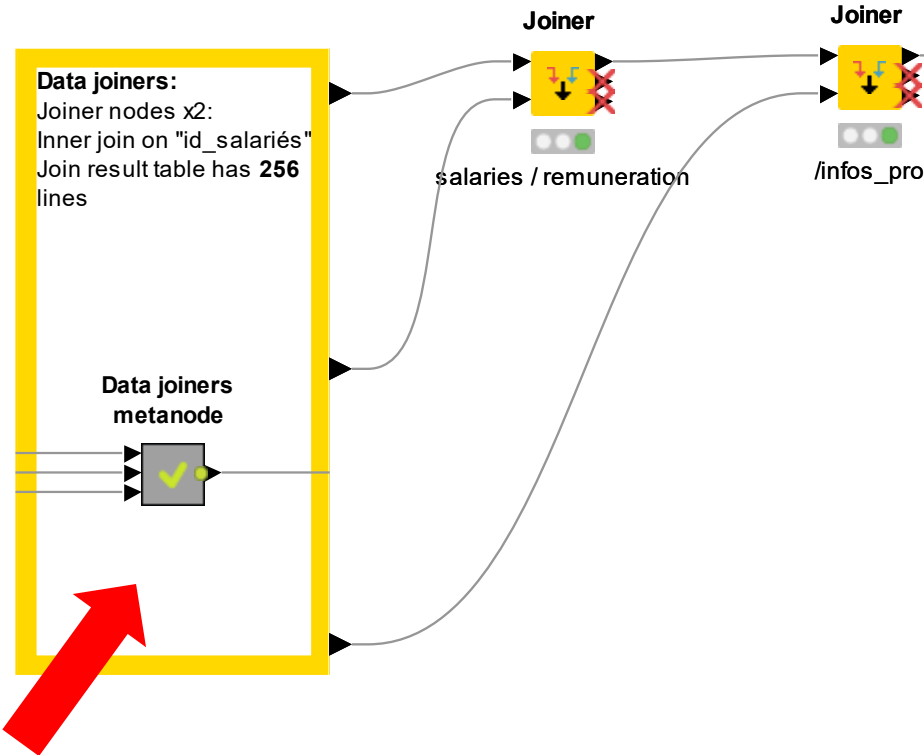 Data joiners:
Joiner nodes x2:
Inner join on "id_salariés"
Join result table has 256
lines
Data joiners
metanode
Joiner
salaries / remuneration
Joiner
/infos_pro